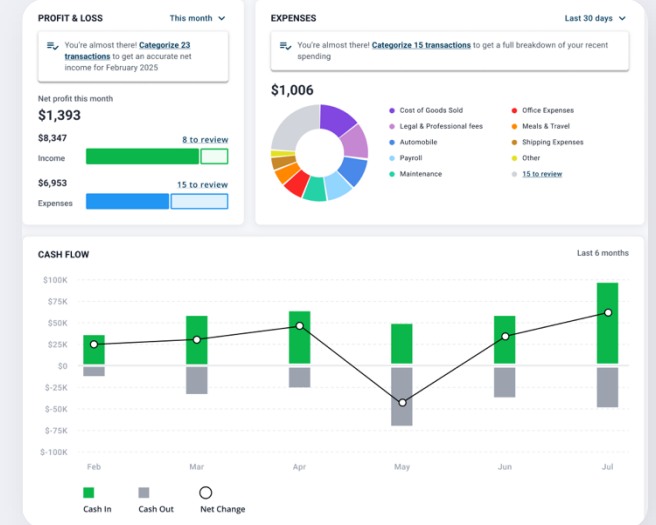 PROFIT & LOSS
This month
You're almost there! Categorize 23
transactions to get an accurate net
income for February 2025
Net profit this month
$1,393
$8,347
8 to review
Income
$6,953
15 to review
Expenses
EXPENSES
Last 30 days
You're almost there! Categorize 15 transactions to get a full breakdown of your recent
spending
$1,006
Cost of Goods Sold
Legal & Professional fees
Automobile
Payroll
Maintenance
Office Expenses
Meals & Travel
Shipping Expenses
Other
15 to review
CASH FLOW
Last 6 months
$100K
$75K
$50K
$25K
$0
$-25K
$-50K
$-75K
$-100K
Feb Mar Apr May Jun Jul
Cash In Cash Out Net Change